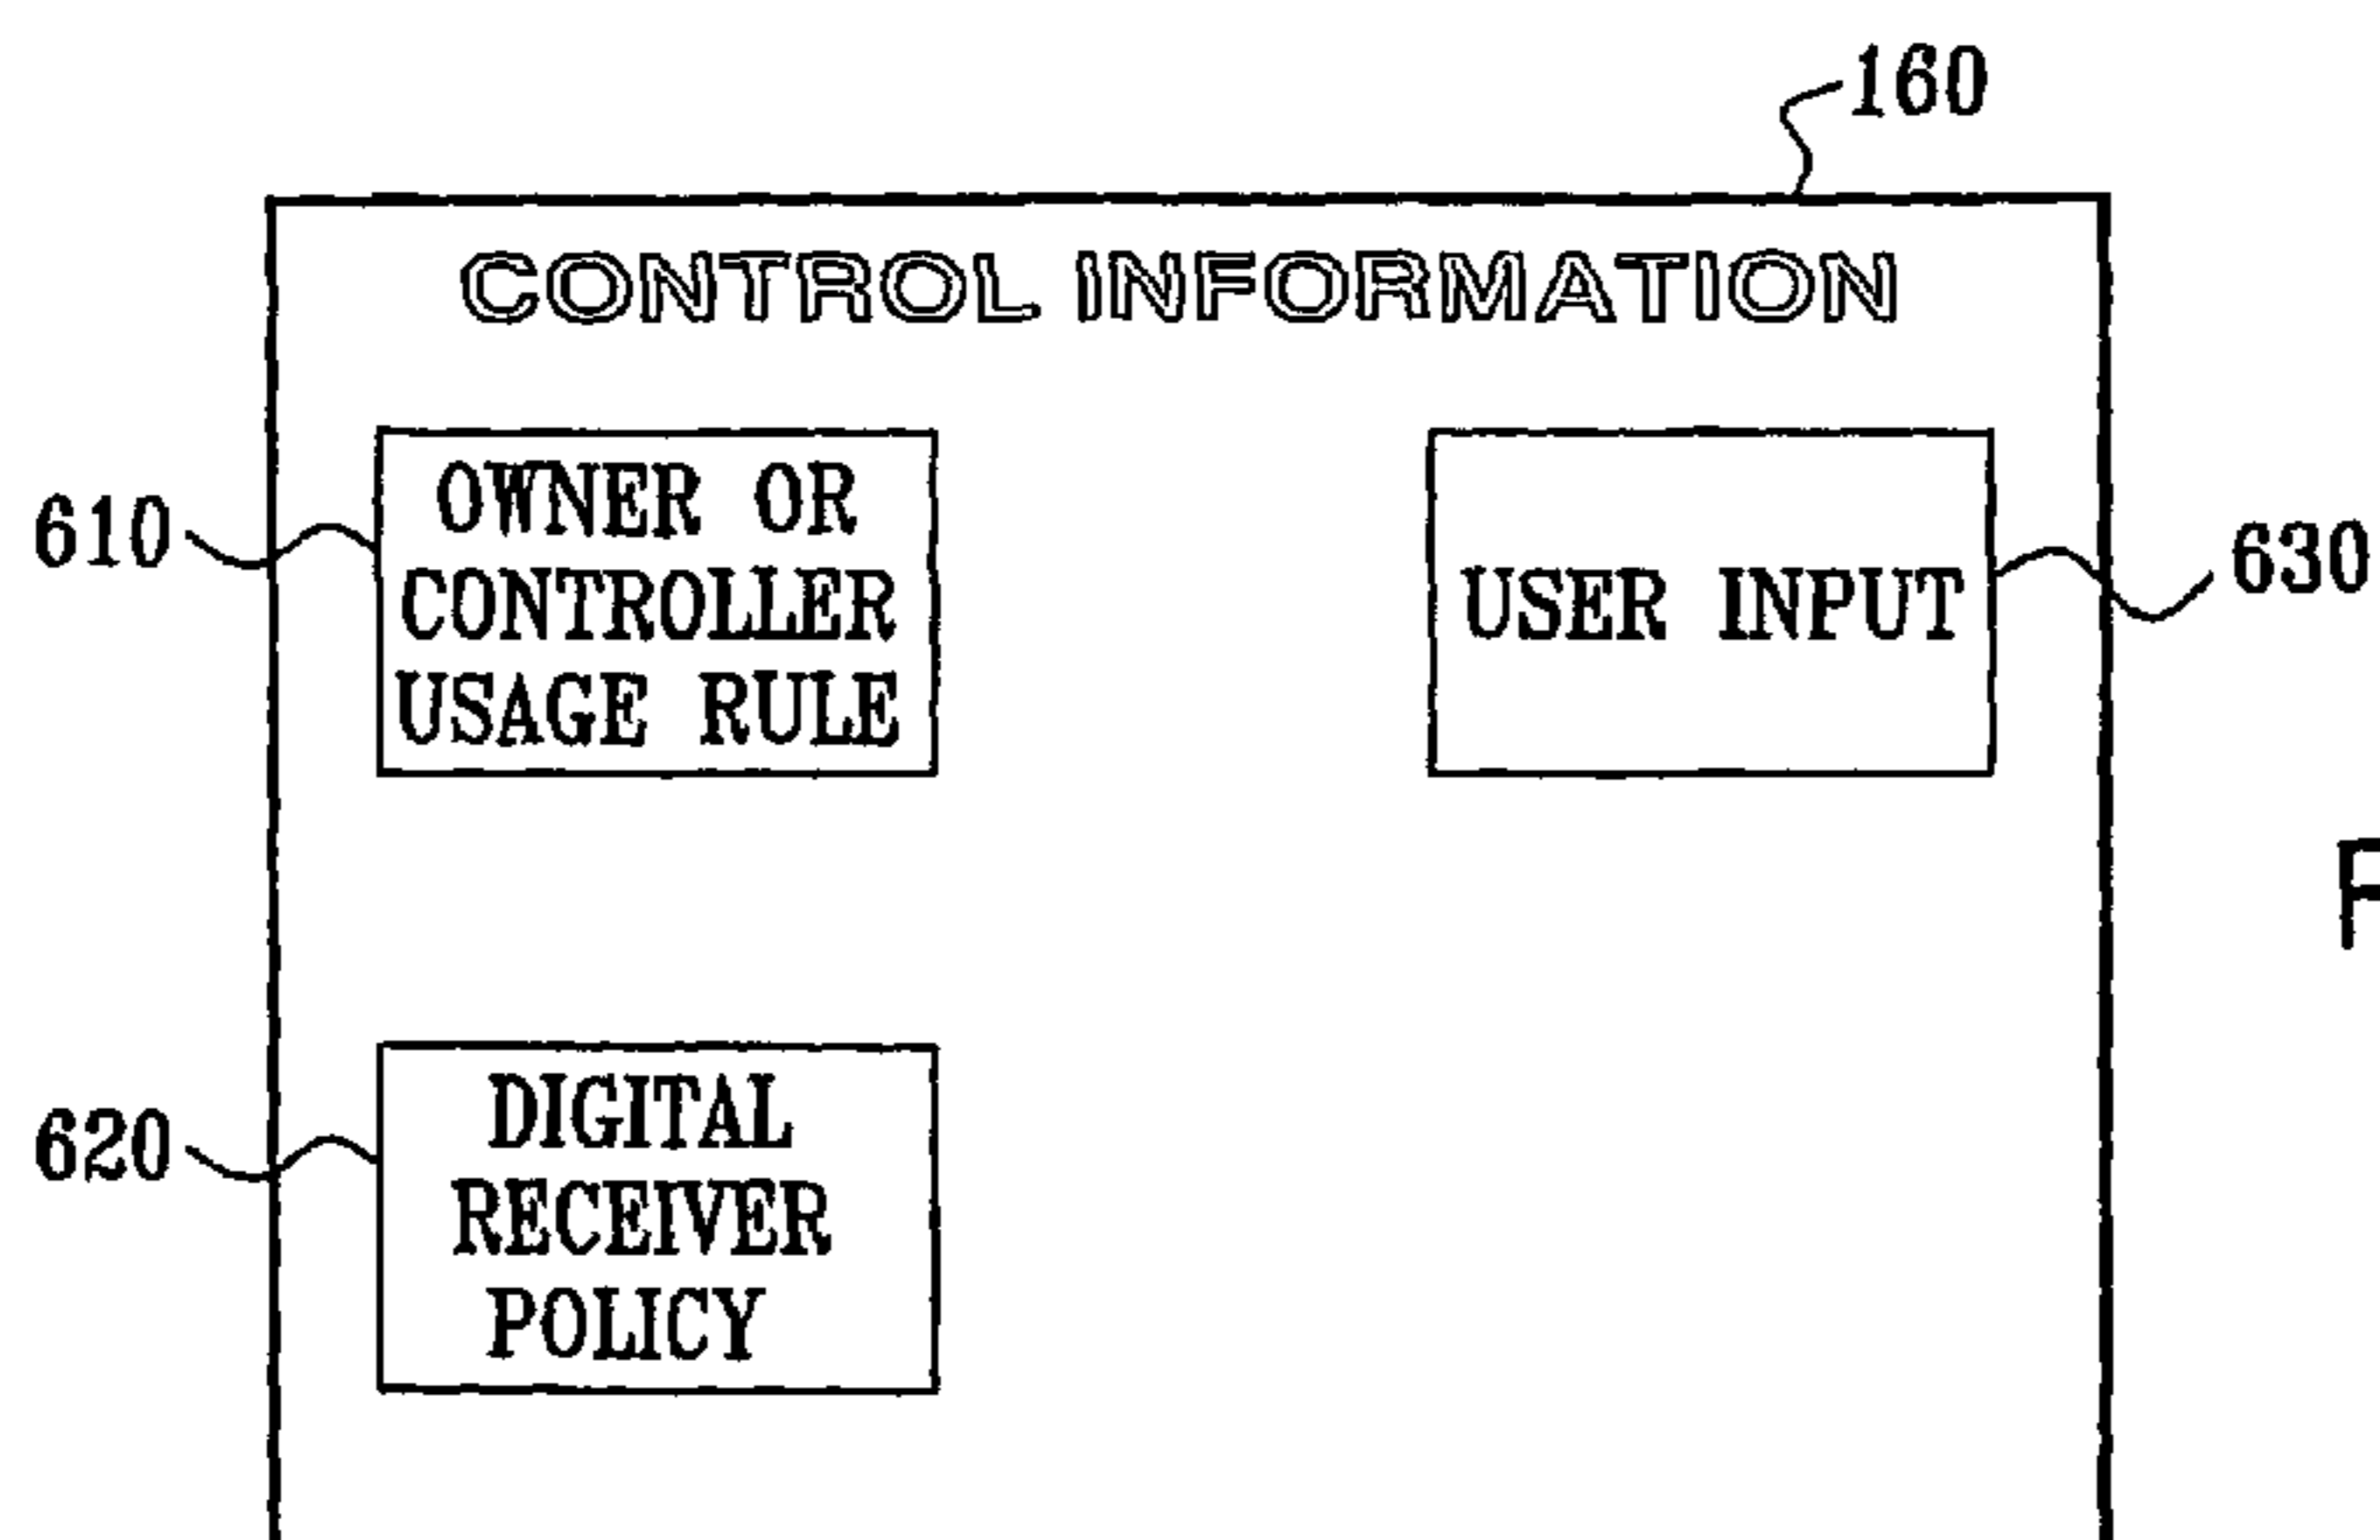 160
CONTROL INFORMATION
610
OWNER OR
CONTROLLER
USAGE RULE
USER INPUT
630
620
DIGITAL
RECEIVER
POLICY